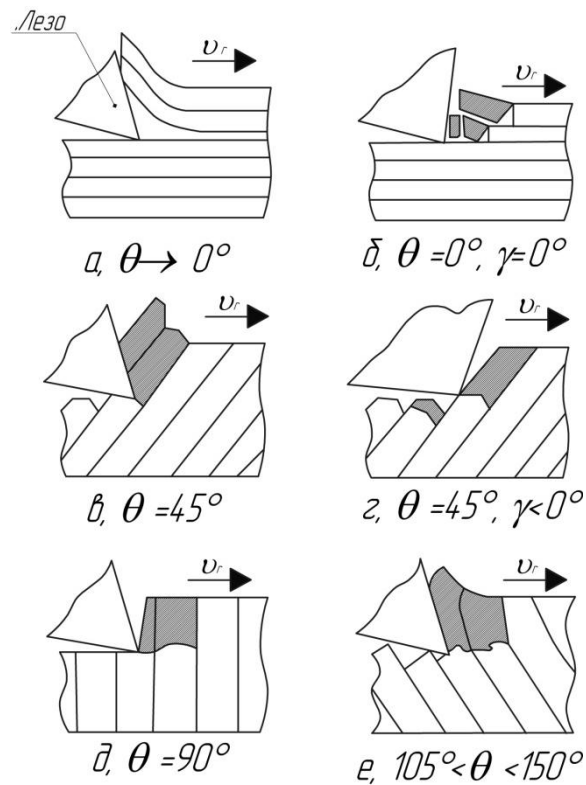 .Лезо
υг
υг
а, θ→ 0°
б, θ =0°, γ=0°
υг
υг
в, θ =45°
г, θ =45°, γ<0°
υг
υг
д, θ =90°
е, 105°<θ <150°